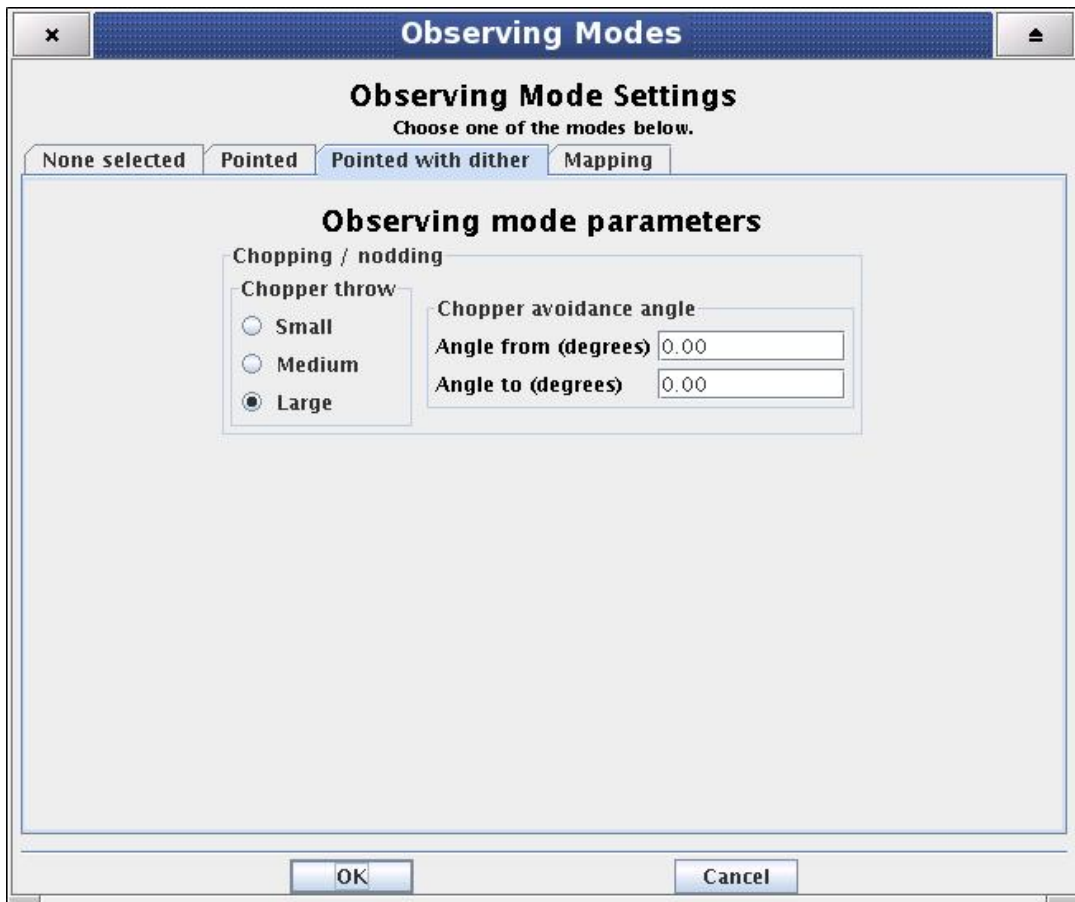 Observing Modes
Observing Mode Settings
Choose one of the modes below.
None selected Pointed Pointed with dither Mapping
Observing mode parameters
Chopping / nodding
Chopper throw
Small
Medium
Large
Chopper avoidance angle
Angle from (degrees) 0.00
Angle to (degrees) 0.00
OK Cancel